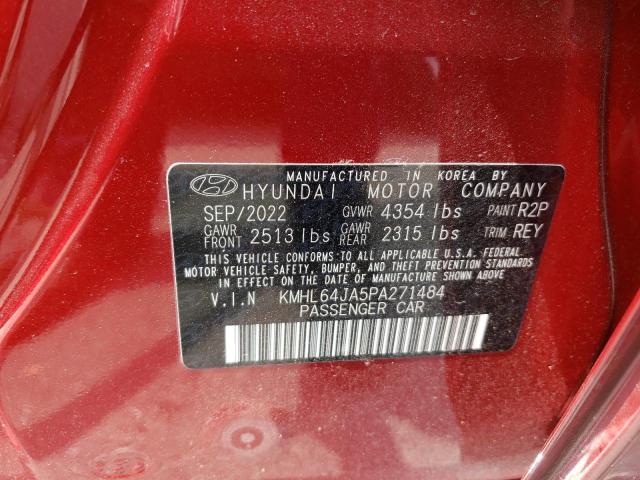 MANUFACTURED IN KOREA BY
HYUNDAI MOTOR COMPANY
SEP/2022 GVWR 4354 lbs PAINT R2P
GAWR FRONT 2513 lbs GAWR REAR 2315 lbs TRIM REY
THIS VEHICLE CONFORMS TO ALL APPLICABLE U.S.A. FEDERAL
MOTOR VEHICLE SAFETY, BUMPER, AND THEFT PREVENTION STANDARDS
IN EFFECT ON THE DATE OF MANUFACTURE SHOWN ABOVE.
V.I.N KMHL64JA5PA271484
PASSENGER CAR